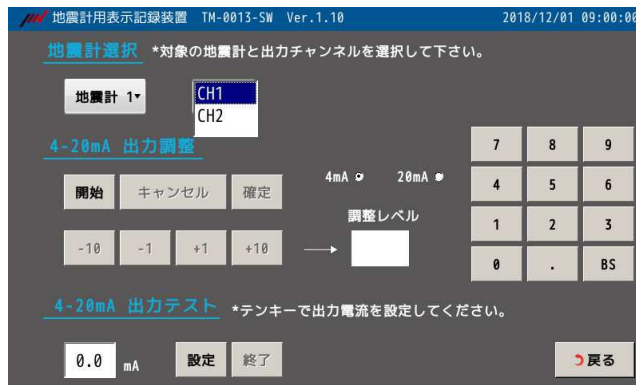 地震計用表示記録装置 TM-0013-SW Ver.1.10 2018/12/01 09:00:00
地震計選択 *対象の地震計と出力チャンネルを選択して下さい。
地震計 1▾ CH1
CH2
4-20mA 出力調整
7 8 9
4mA 20mA
開始 キャンセル 確定
4 5 6
調整レベル
1 2 3
-10 -1 +1 +10 →
0 . BS
4-20mA 出力テスト *テンキーで出力電流を設定してください。
0.0 mA 設定 終了 戻る